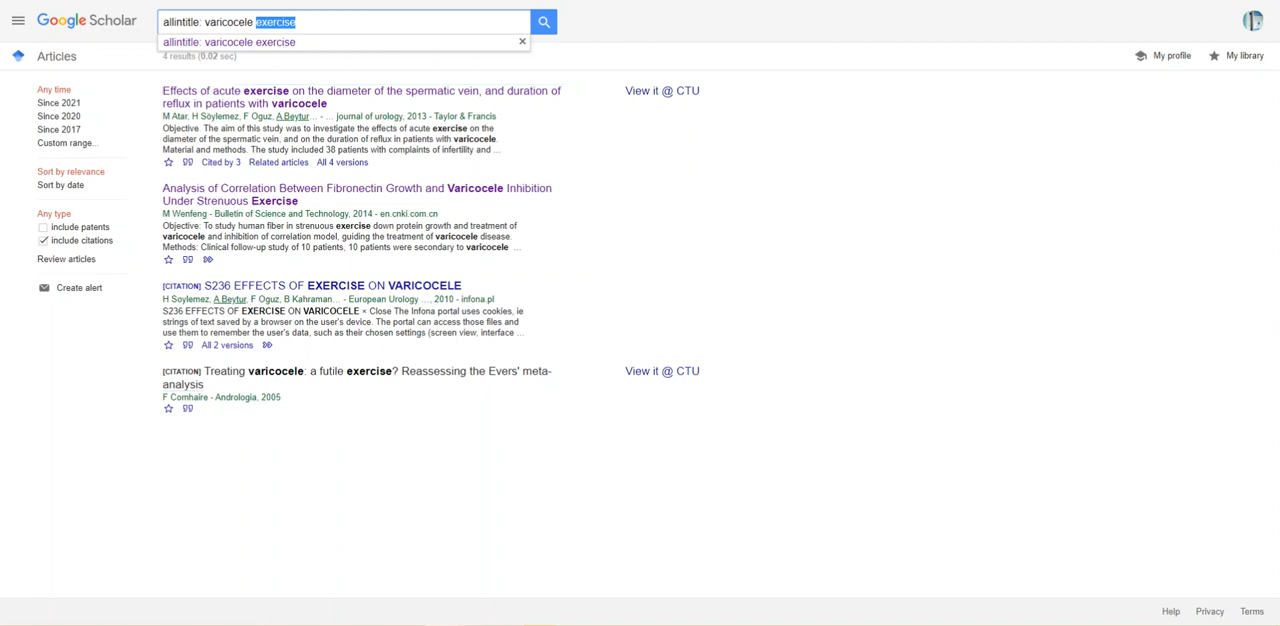 Google Scholar
allintitle: varicocele exercise
allintitle: varicocele exercise ×
Articles
4 results (0.02 sec)
My profile
My library
Any time
Since 2021
Since 2020
Since 2017
Custom range...
Sort by relevance
Sort by date
Any type
include patents
include citations
Review articles
Create alert
Effects of acute exercise on the diameter of the spermatic vein, and duration of
reflux in patients with varicocele
M Atar, H Söylemez, F Oguz, A Beytur… - … journal of urology, 2013 - Taylor & Francis
Objective. The aim of this study was to investigate the effects of acute exercise on the
diameter of the spermatic vein, and on the duration of reflux in patients with varicocele.
Material and methods. The study included 38 patients with complaints of infertility and …
Cited by 3 Related articles All 4 versions
View it @ CTU
Analysis of Correlation Between Fibronectin Growth and Varicocele Inhibition
Under Strenuous Exercise
M Wenfeng - Bulletin of Science and Technology, 2014 - en.cnki.com.cn
Objective: To study human fiber in strenuous exercise down protein growth and treatment of
varicocele and inhibition of correlation model, guiding the treatment of varicocele disease.
Methods: Clinical follow-up study of 10 patients, 10 patients were secondary to varicocele …
[CITATION] S236 EFFECTS OF EXERCISE ON VARICOCELE
H Soylemez, A Beytur, F Oguz, B Kahraman… - European Urology …, 2010 - infona.pl
S236 EFFECTS OF EXERCISE ON VARICOCELE × Close The Infona portal uses cookies, ie
strings of text saved by a browser on the user's device. The portal can access those files and
use them to remember the user's data, such as their chosen settings (screen view, interface …
All 2 versions
[CITATION] Treating varicocele: a futile exercise? Reassessing the Evers' meta-
analysis
F Comhaire - Andrologia, 2005
View it @ CTU
Help
Privacy
Terms